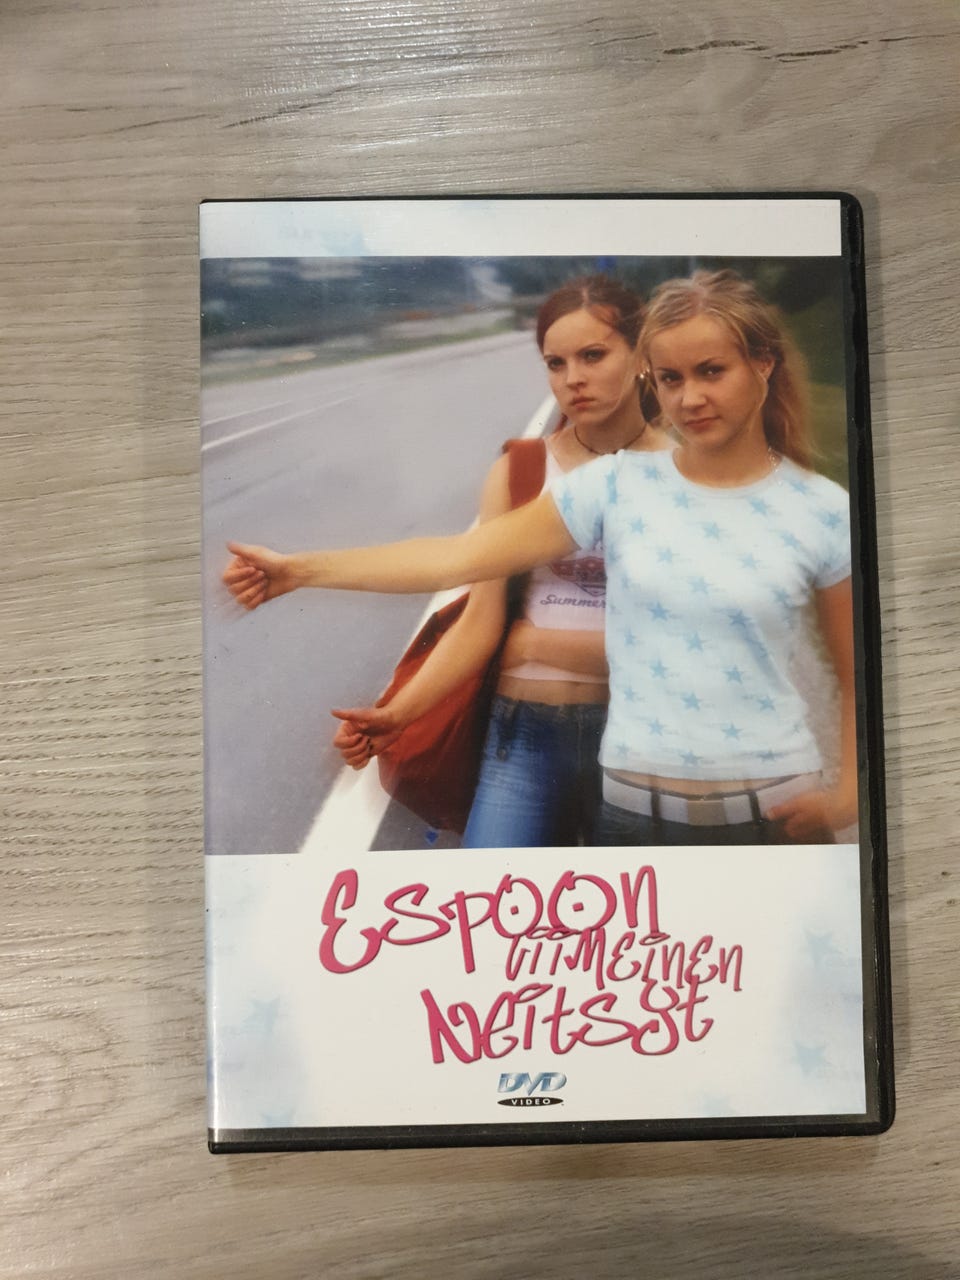 Summer
Espoon
viimeinen
Neitsyt
DVD
VIDEO